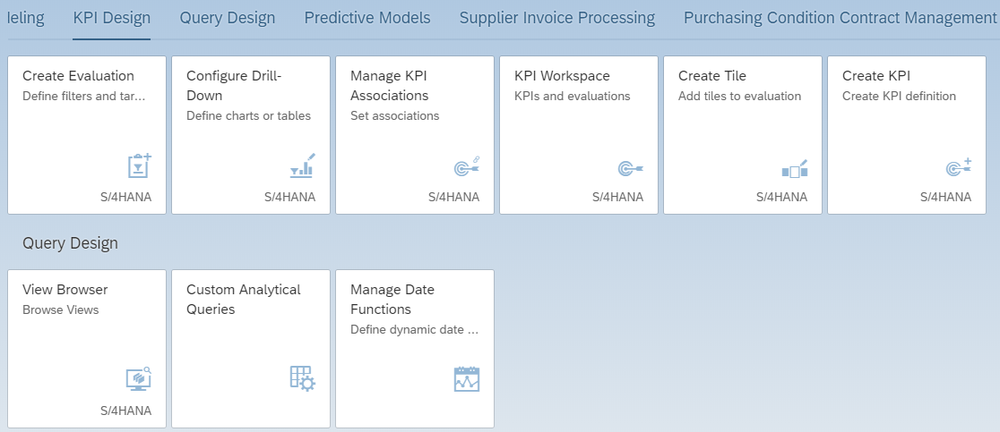 leling KPI Design Query Design Predictive Models Supplier Invoice Processing Purchasing Condition Contract Management
Create Evaluation
Define filters and tar...
S/4HANA
Configure Drill-
Down
Define charts or tables
S/4HANA
Manage KPI
Associations
Set associations
S/4HANA
KPI Workspace
KPIs and evaluations
S/4HANA
Create Tile
Add tiles to evaluation
S/4HANA
Create KPI
Create KPI definition
S/4HANA
Query Design
View Browser
Browse Views
S/4HANA
Custom Analytical
Queries
Manage Date
Functions
Define dynamic date ...